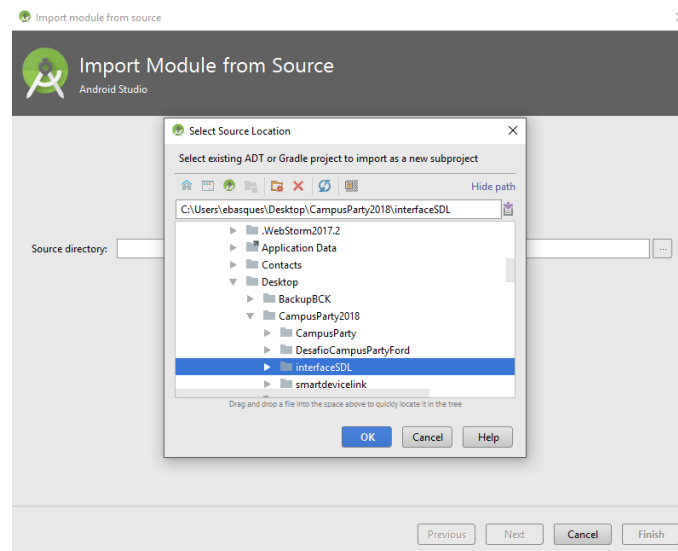 Import module from source
Import Module from Source
Android Studio
Select Source Location
Select existing ADT or Gradle project to import as a new subproject
Hide path
C:\Users\ebasques\Desktop\CampusParty2018\interfaceSDL
.WebStorm2017.2
Application Data
Contacts
Desktop
BackupBCK
CampusParty2018
CampusParty
DesafioCampusPartyFord
interfaceSDL
smartdevicelink
Drag and drop a file into the space above to quickly locate it in the tree
OK Cancel Help
Source directory:
...
Previous Next Cancel Finish